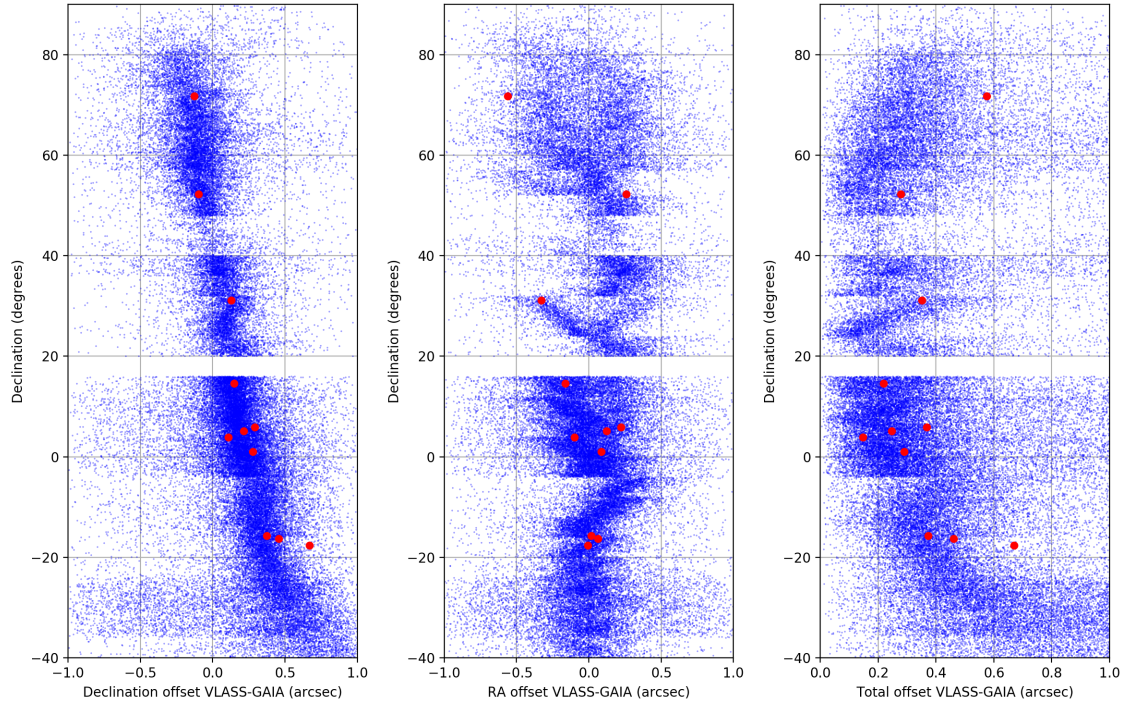 80
60
40
20
0
−20
−40
−1.0 −0.5 0.0 0.5 1.0
Declination offset VLASS-GAIA (arcsec)
Declination (degrees)
80
60
40
20
0
−20
−40
−1.0 −0.5 0.0 0.5 1.0
RA offset VLASS-GAIA (arcsec)
Declination (degrees)
80
60
40
20
0
−20
−40
0.0 0.2 0.4 0.6 0.8 1.0
Total offset VLASS-GAIA (arcsec)
Declination (degrees)